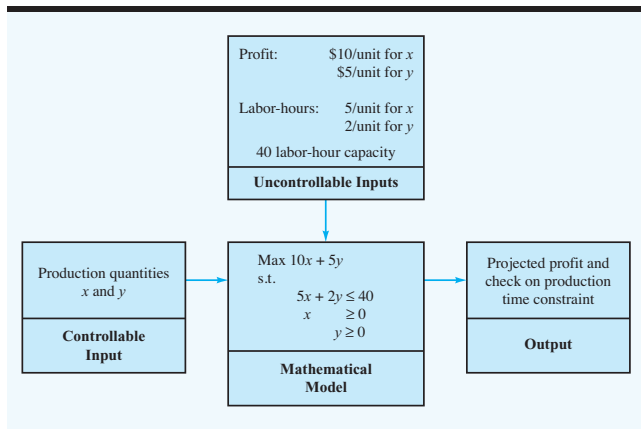 Profit: $10/unit for x
$5/unit for y
Labor-hours: 5/unit for x
2/unit for y
40 labor-hour capacity
Uncontrollable Inputs
Production quantities
x and y
Controllable
Input
Max 10x + 5y
s.t.
5x + 2y ≤ 40
x ≥ 0
y ≥ 0
Mathematical
Model
Projected profit and
check on production
time constraint
Output